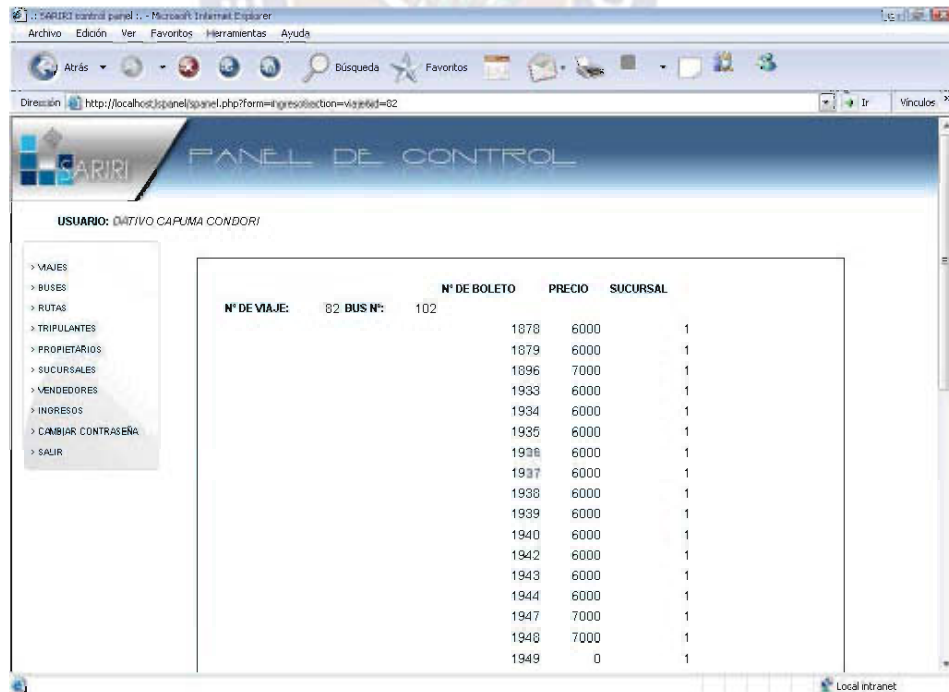 .: SARIRI control panel :. - Microsoft Internet Explorer
Archivo Edición Ver Favoritos Herramientas Ayuda
Atrás Búsqueda Favoritos
Dirección http://localhost/spanel/spanel.php?form=ingreso&section=viaje&id=82 Ir Vínculos
SARIRI PANEL DE CONTROL
USUARIO: DATIVO CAPUMA CONDORI
> VIAJES
> BUSES
> RUTAS
> TRIPULANTES
> PROPIETARIOS
> SUCURSALES
> VENDEDORES
> INGRESOS
> CAMBIAR CONTRASEÑA
> SALIR
N° DE BOLETO PRECIO SUCURSAL
N° DE VIAJE: 82 BUS N°: 102
1878 6000 1
1879 6000 1
1896 7000 1
1933 6000 1
1934 6000 1
1935 6000 1
1936 6000 1
1937 6000 1
1938 6000 1
1939 6000 1
1940 6000 1
1942 6000 1
1943 6000 1
1944 6000 1
1947 7000 1
1948 7000 1
1949 0 1
Local intranet